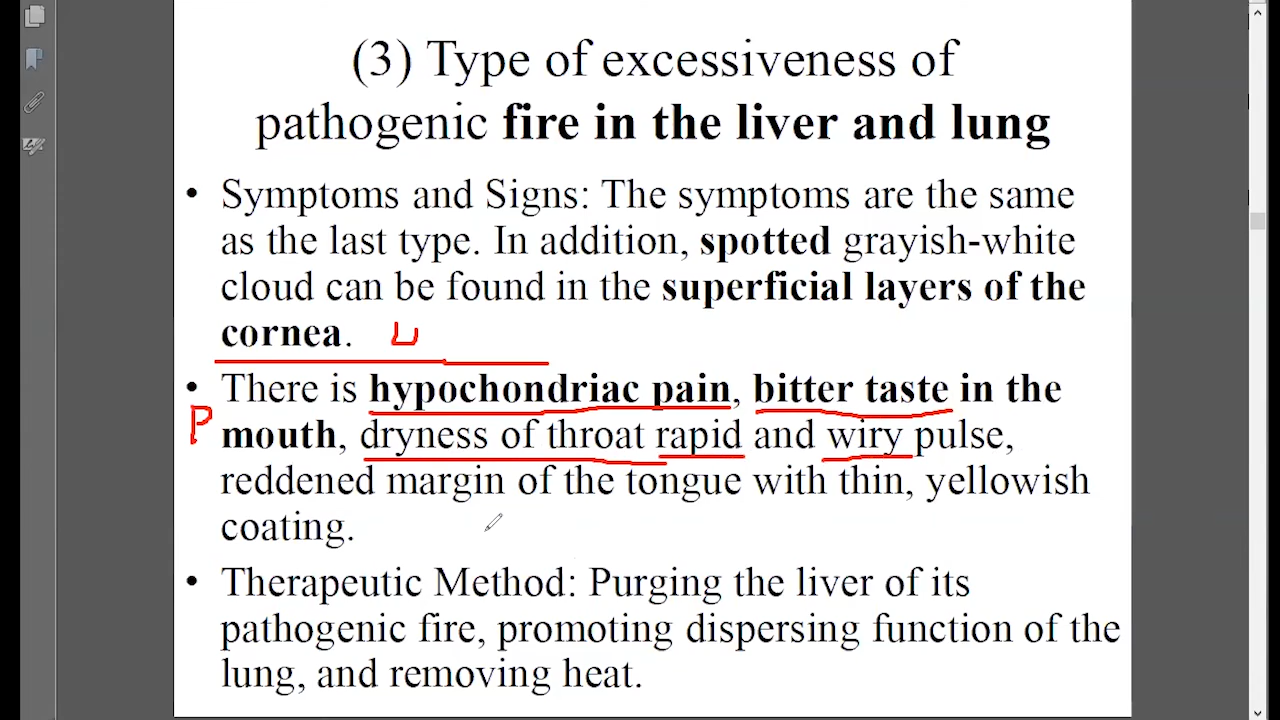 (3) Type of excessiveness of
pathogenic fire in the liver and lung
• Symptoms and Signs: The symptoms are the same
as the last type. In addition, spotted grayish-white
cloud can be found in the superficial layers of the
cornea.
• There is hypochondriac pain, bitter taste in the
P
mouth, dryness of throat rapid and wiry pulse,
reddened margin of the tongue with thin, yellowish
coating.
• Therapeutic Method: Purging the liver of its
pathogenic fire, promoting dispersing function of the
lung, and removing heat.